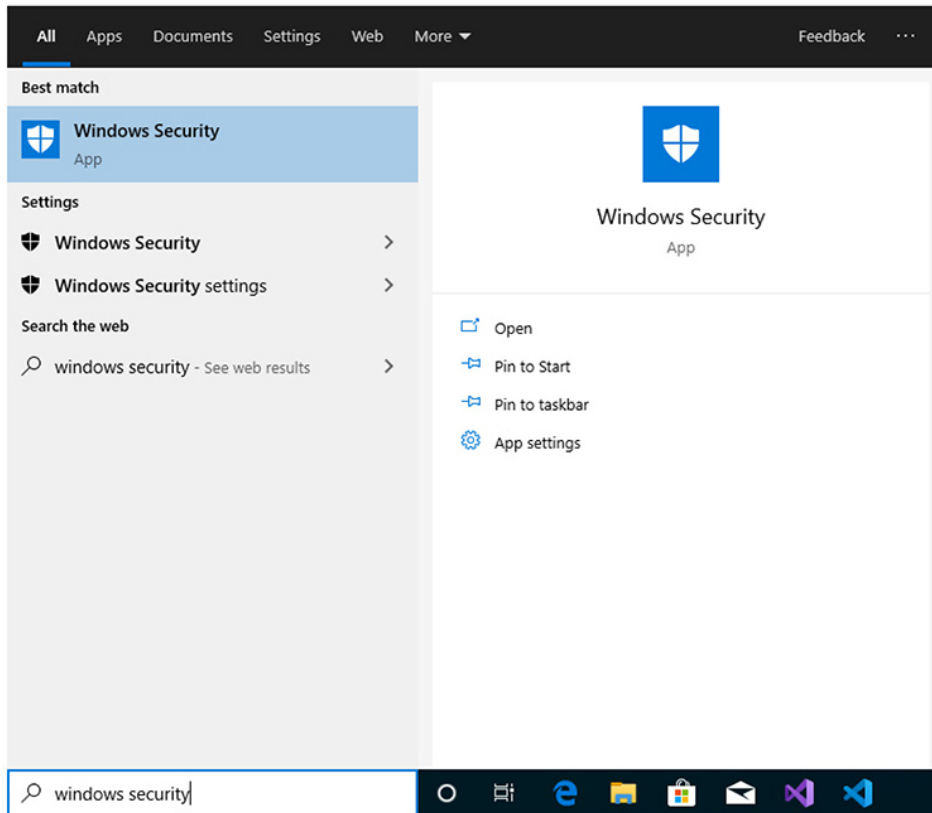 All Apps Documents Settings Web More Feedback ...
Best match
Windows Security
App
Settings
Windows Security
Windows Security settings
Search the web
windows security - See web results
Windows Security
App
Open
Pin to Start
Pin to taskbar
App settings
windows security